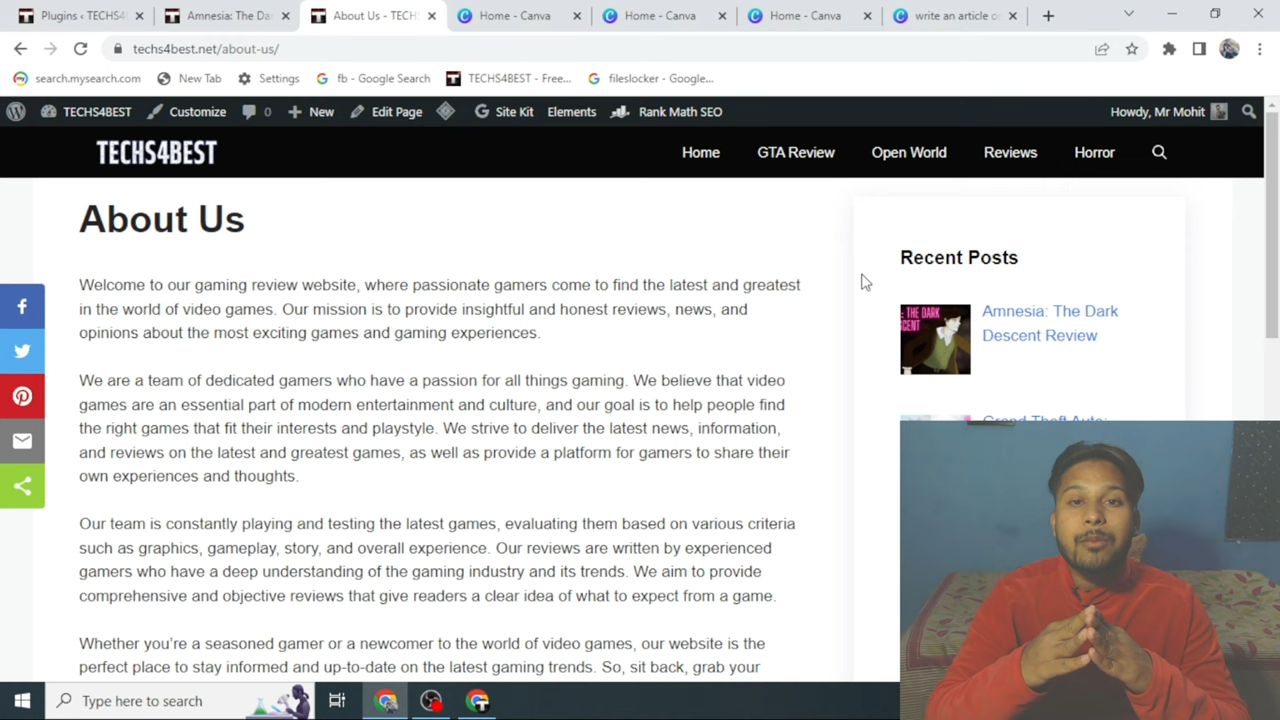 Plugins ‹ TECHS4
Amnesia: The Da
About Us - TECH
Home - Canva
Home - Canva
Home - Canva
write an article o
techs4best.net/about-us/
search.mysearch.com
New Tab
Settings
fb - Google Search
TECHS4BEST - Free...
fileslocker - Google...
TECHS4BEST
Customize
0
New
Edit Page
Site Kit
Elements
Rank Math SEO
Howdy, Mr Mohit
TECHS4BEST
Home
GTA Review
Open World
Reviews
Horror
About Us
Welcome to our gaming review website, where passionate gamers come to find the latest and greatest
in the world of video games. Our mission is to provide insightful and honest reviews, news, and
opinions about the most exciting games and gaming experiences.
We are a team of dedicated gamers who have a passion for all things gaming. We believe that video
games are an essential part of modern entertainment and culture, and our goal is to help people find
the right games that fit their interests and playstyle. We strive to deliver the latest news, information,
and reviews on the latest and greatest games, as well as provide a platform for gamers to share their
own experiences and thoughts.
Our team is constantly playing and testing the latest games, evaluating them based on various criteria
such as graphics, gameplay, story, and overall experience. Our reviews are written by experienced
gamers who have a deep understanding of the gaming industry and its trends. We aim to provide
comprehensive and objective reviews that give readers a clear idea of what to expect from a game.
Whether you're a seasoned gamer or a newcomer to the world of video games, our website is the
perfect place to stay informed and up-to-date on the latest gaming trends. So, sit back, grab your
Recent Posts
: THE DARK
SCENT
Amnesia: The Dark
Descent Review
Grand Theft Auto:
Type here to search